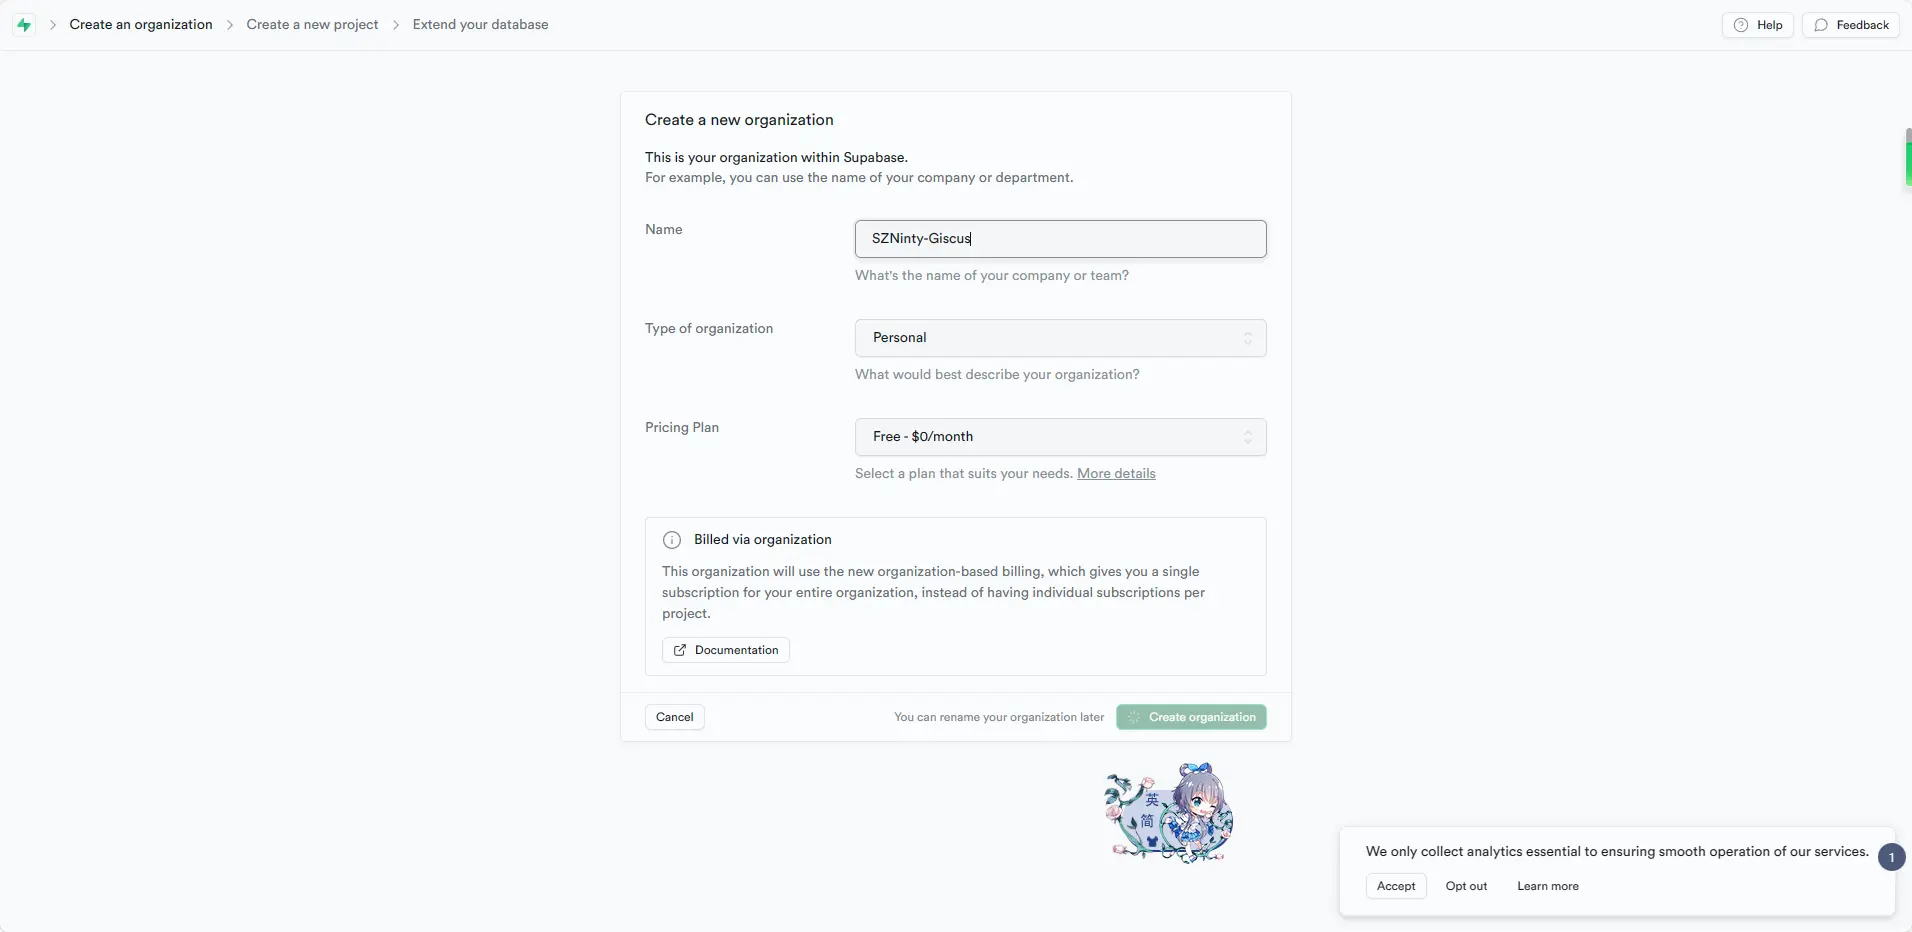 Create an organization
Create a new project
Extend your database
Help
Feedback
Create a new organization
This is your organization within Supabase.
For example, you can use the name of your company or department.
Name
SZNinty-Giscus
What's the name of your company or team?
Type of organization
Personal
What would best describe your organization?
Pricing Plan
Free - $0/month
Select a plan that suits your needs. More details
Billed via organization
This organization will use the new organization-based billing, which gives you a single
subscription for your entire organization, instead of having individual subscriptions per
project.
Documentation
Cancel
You can rename your organization later
Create organization
英
简
We only collect analytics essential to ensuring smooth operation of our services.
1
Accept
Opt out
Learn more